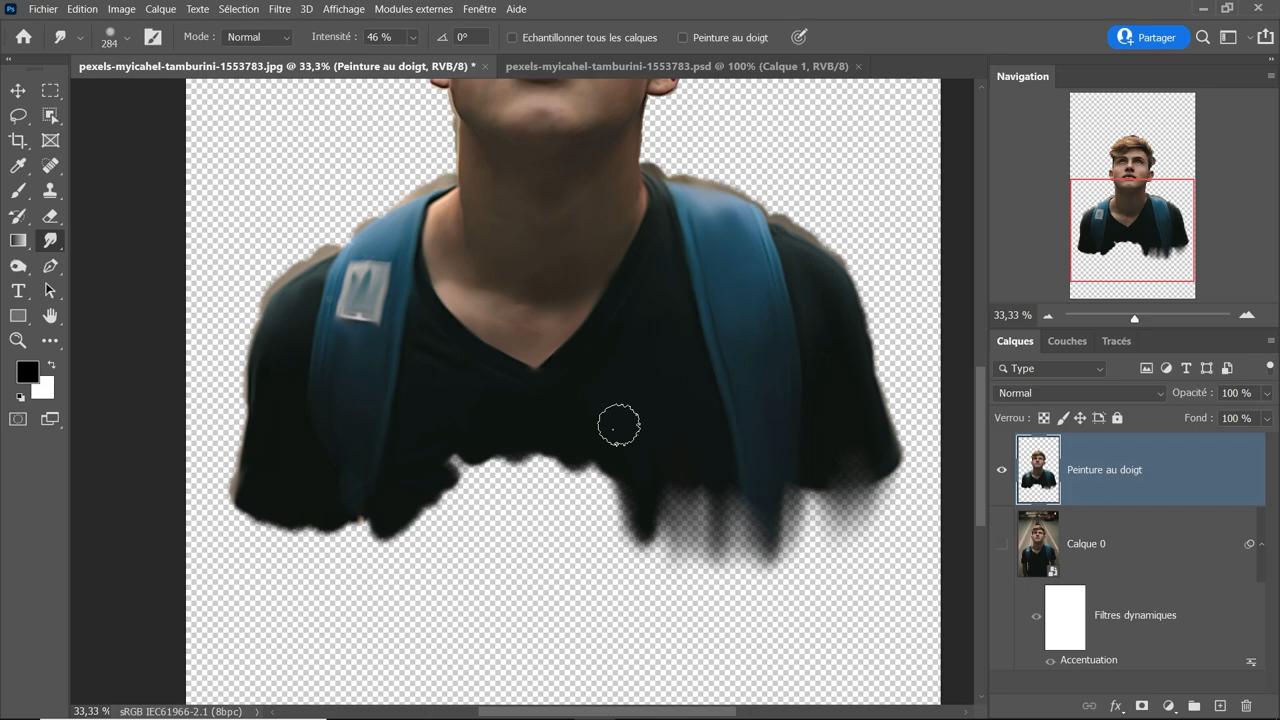 Ps Fichier Edition Image Calque Texte Sélection Filtre 3D Affichage Modules externes Fenêtre Aide
284 Mode : Normal Intensité : 46 % 0° Echantillonner tous les calques Peinture au doigt Partager
pexels-myicahel-tamburini-1553783.jpg @ 33,3% (Peinture au doigt, RVB/8) * × pexels-myicahel-tamburini-1553783.psd @ 100% (Calque 1, RVB/8) ×
Navigation
33,33 %
Calques Couches Tracés
Type
Normal Opacité : 100 %
Verrou : Fond : 100 %
Peinture au doigt
Calque 0
Filtres dynamiques
Accentuation
33,33 % sRGB IEC61966-2.1 (8bpc)
fx